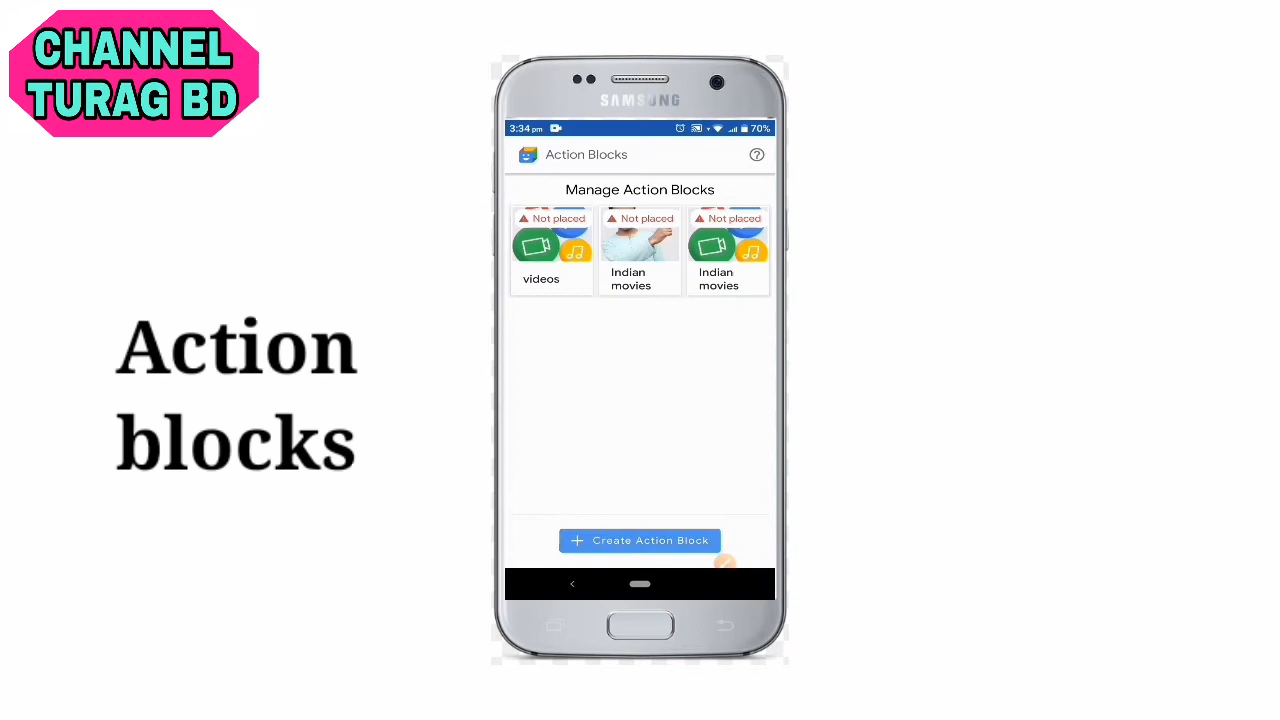 CHANNEL
TURAG BD
SAMSUNG
3:34 pm 70%
Action Blocks
Manage Action Blocks
Not placed Not placed Not placed
videos
Indian
movies
Indian
movies
Action
blocks
+ Create Action Block